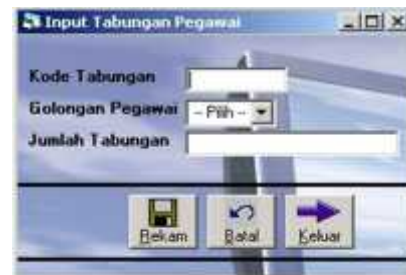 Input Tabungan Pegawai
Kode Tabungan
Golongan Pegawai -- Pilih --
Jumlah Tabungan
Rekam Batal Keluar